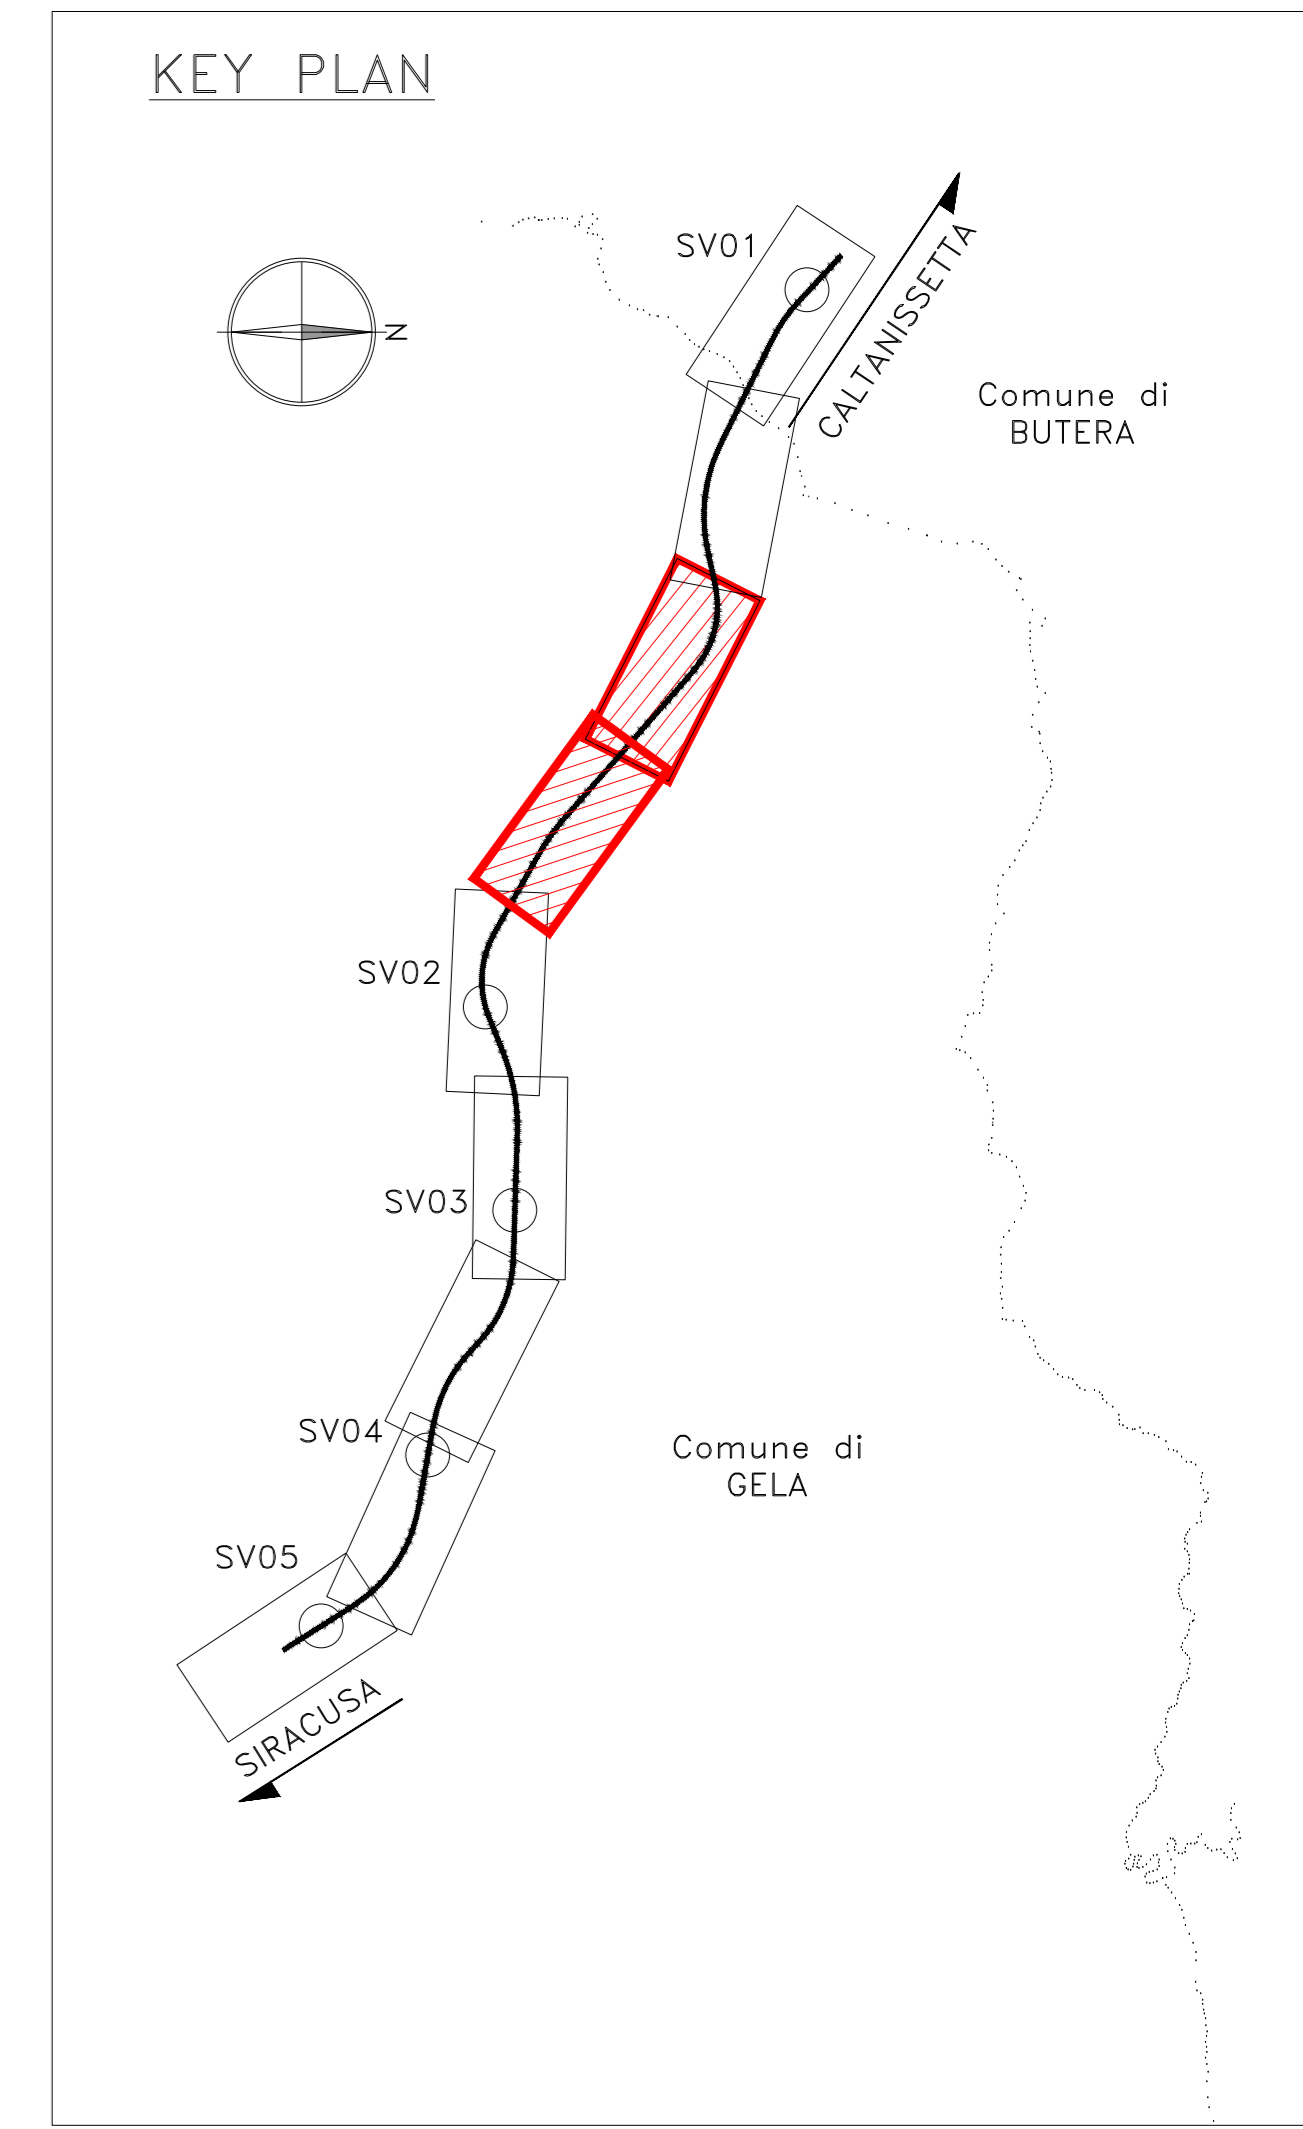 KEY PLAN
SV01
N
CALTANISSETTA
Comune di
BUTERA
SV02
SV03
SV04
Comune di
GELA
SV05
SIRACUSA